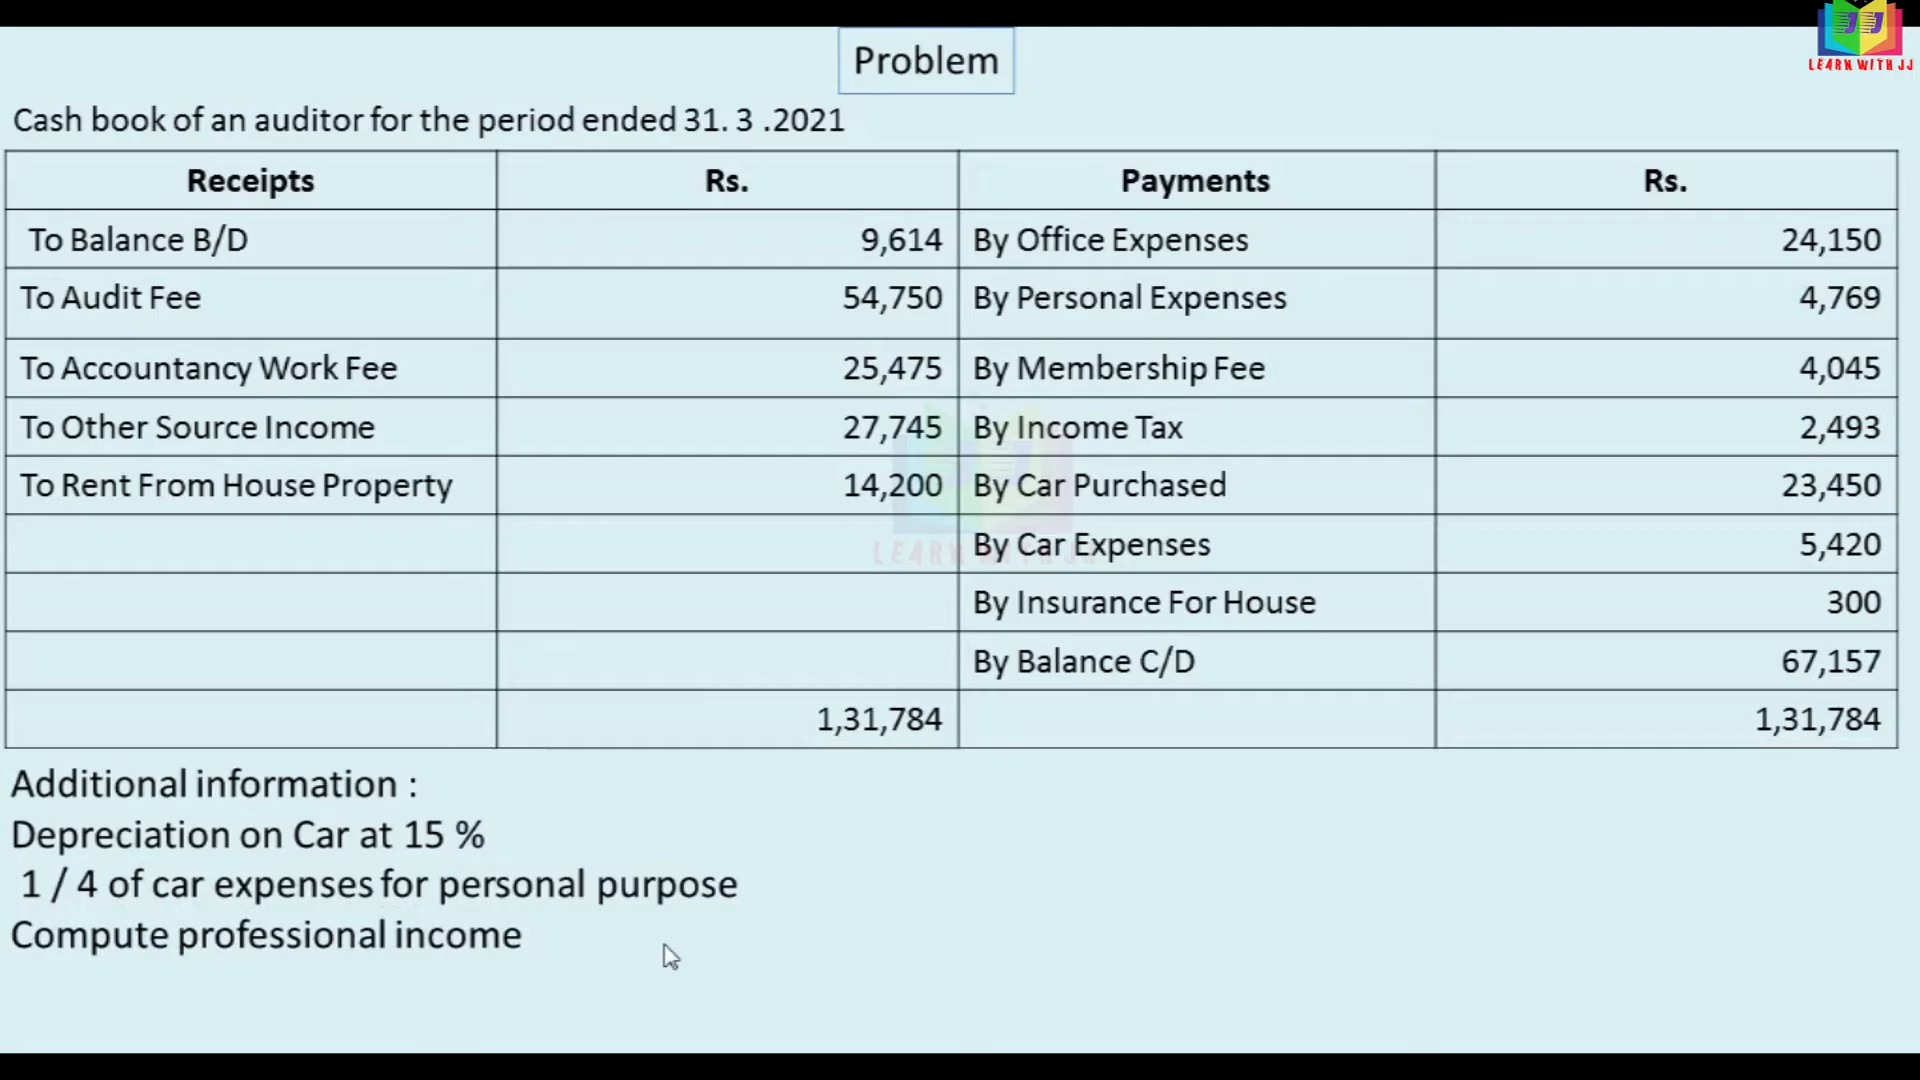 LEARN WITH JJ
Problem
Cash book of an auditor for the period ended 31. 3 .2021
Receipts Rs. Payments Rs.
To Balance B/D 9,614 By Office Expenses 24,150
To Audit Fee 54,750 By Personal Expenses 4,769
To Accountancy Work Fee 25,475 By Membership Fee 4,045
To Other Source Income 27,745 By Income Tax 2,493
To Rent From House Property 14,200 By Car Purchased 23,450
By Car Expenses 5,420
LEARN WITH JJ
By Insurance For House 300
By Balance C/D 67,157
1,31,784 1,31,784
Additional information :
Depreciation on Car at 15 %
1 / 4 of car expenses for personal purpose
Compute professional income